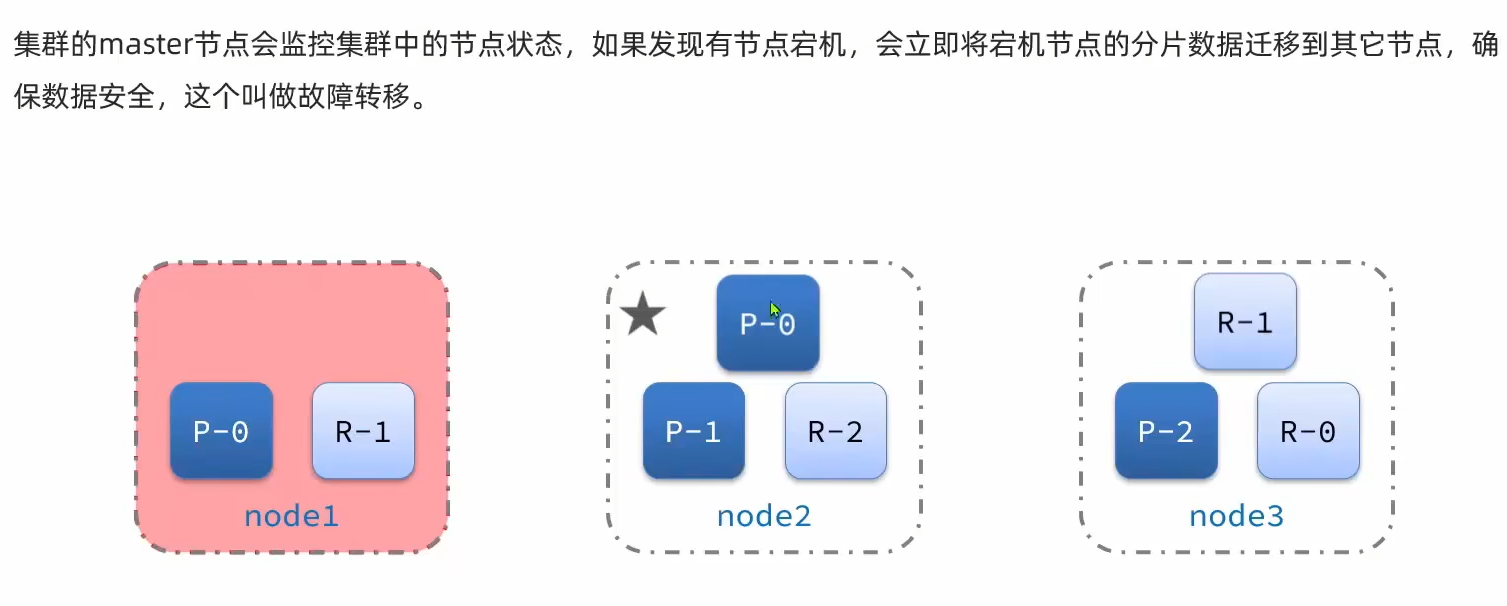 集群的master节点会监控集群中的节点状态，如果发现有节点宕机，会立即将宕机节点的分片数据迁移到其它节点，确
保数据安全，这个叫做故障转移。
P-0
R-1
P-0
R-1
P-1
R-2
P-2
R-0
node1
node2
node3